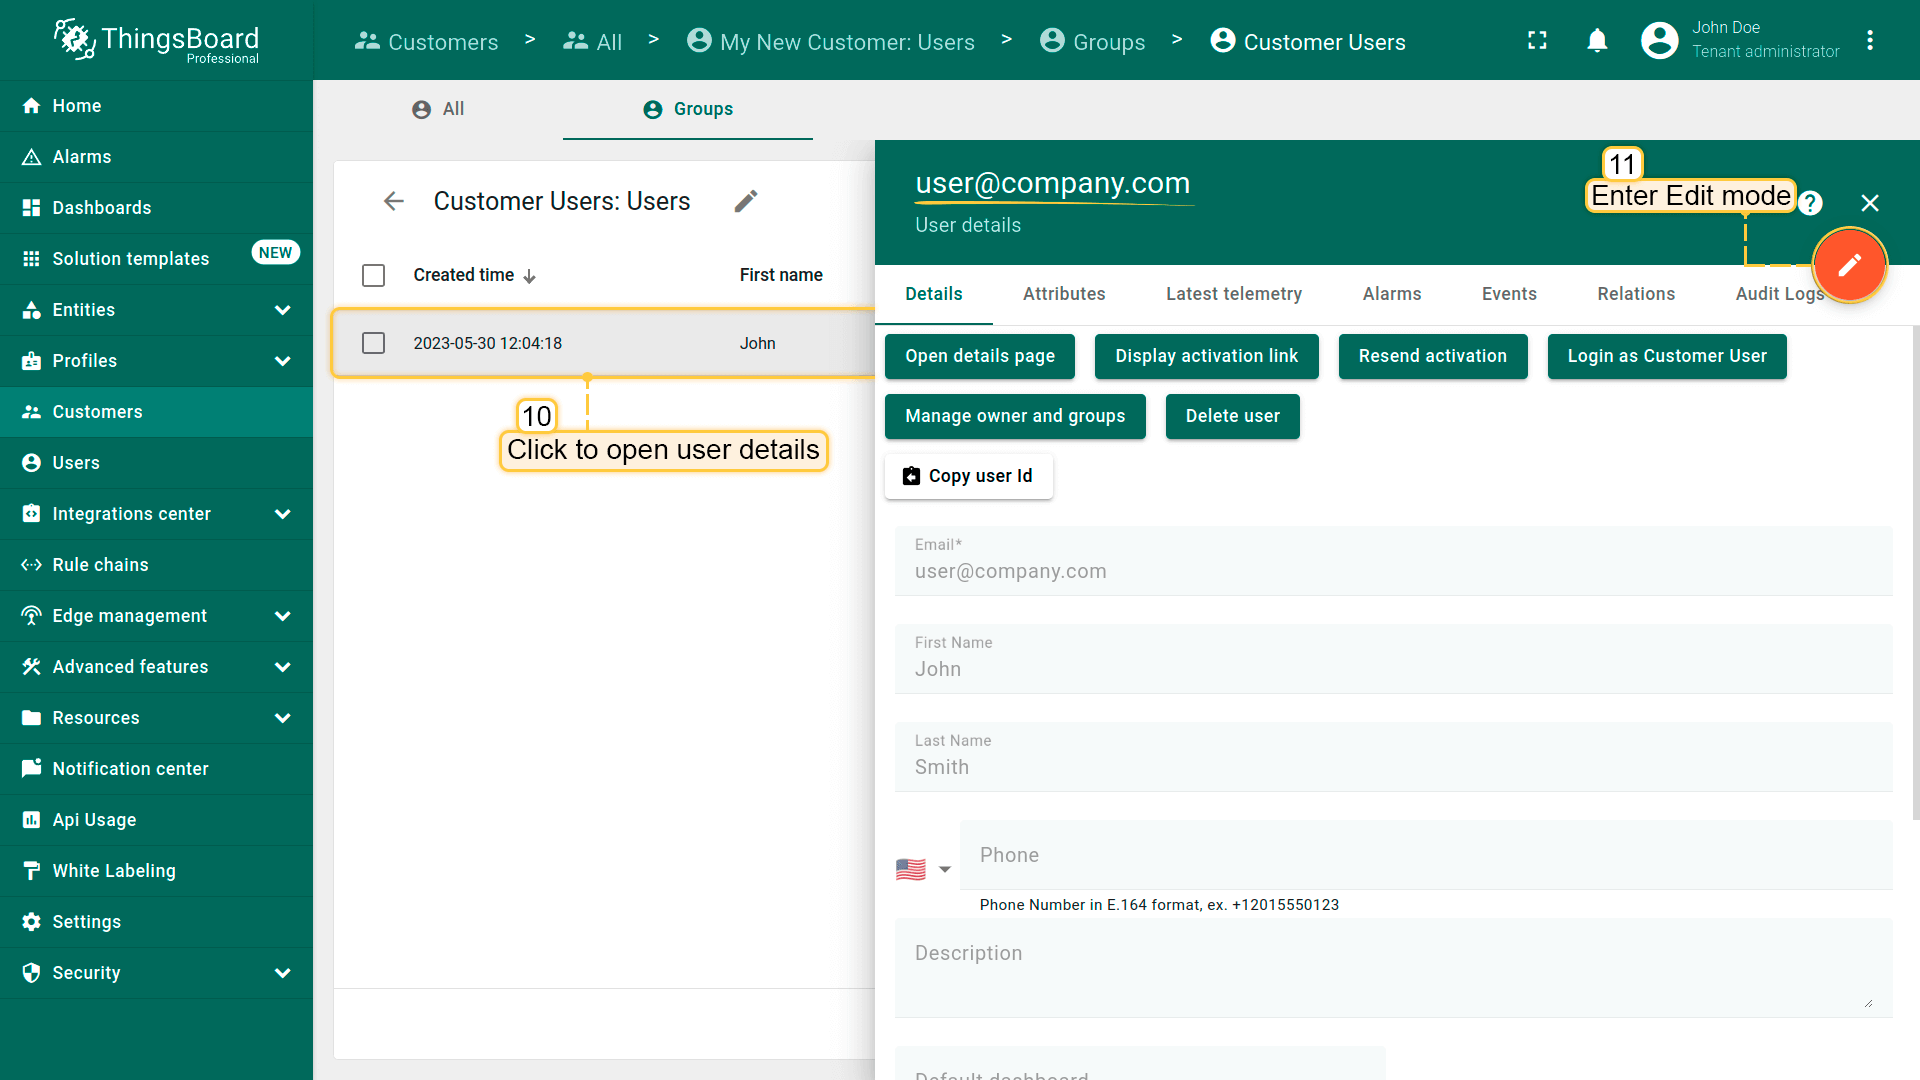 ThingsBoard
Professional
Customers > All > My New Customer: Users > Groups > Customer Users
John Doe
Tenant administrator
Home
Alarms
Dashboards
Solution templates NEW
Entities
Profiles
Customers
Users
Integrations center
Rule chains
Edge management
Advanced features
Resources
Notification center
Api Usage
White Labeling
Settings
Security
All Groups
Customer Users: Users
Created time First name
2023-05-30 12:04:18 John
10
Click to open user details
user@company.com
User details
11
Enter Edit mode
?
Details Attributes Latest telemetry Alarms Events Relations Audit Logs
Open details page Display activation link Resend activation Login as Customer User
Manage owner and groups Delete user
Copy user Id
Email*
user@company.com
First Name
John
Last Name
Smith
Phone
Phone Number in E.164 format, ex. +12015550123
Description
Default dashboard